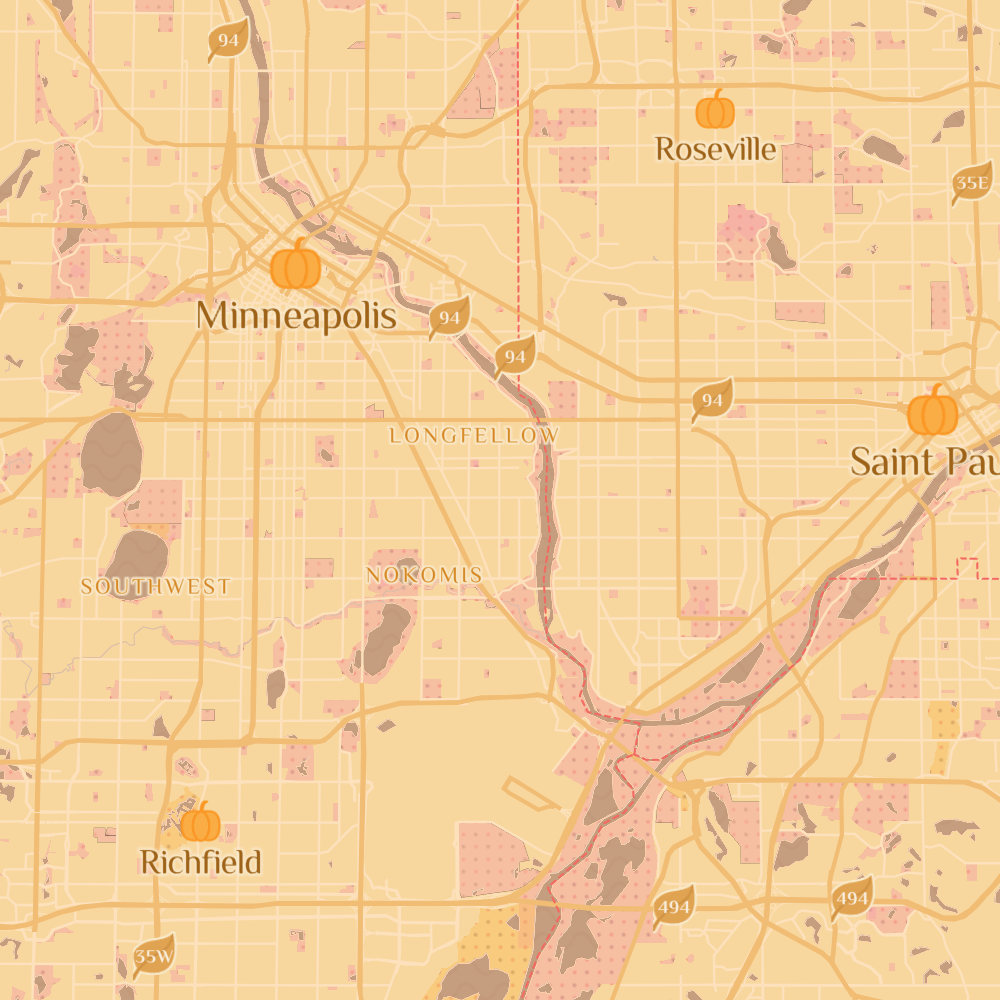 94
Roseville
35E
Minneapolis
94
94
94
LONGFELLOW
Saint Pau
NOKOMIS
SOUTHWEST
Richfield
494
494
35W